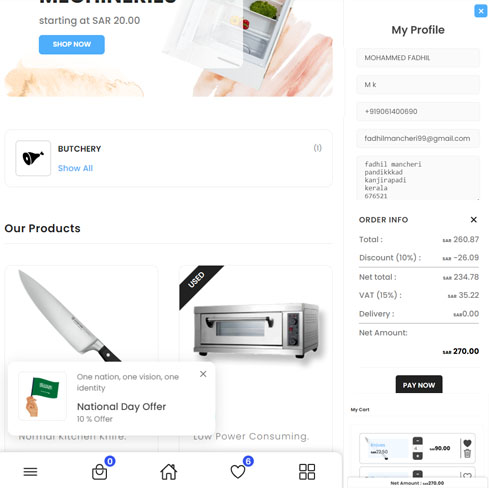 MACHINERIES
starting at SAR 20.00
SHOP NOW
BUTCHERY
(1)
Show All
Our Products
USED
One nation, one vision, one
identity
National Day Offer
10 % Offer
Normal Kitchen Knife.
Low Power Consuming.
0
6
My Profile
MOHAMMED FADHIL
M k
+919061400690
fadhilmancheri99@gmail.com
fadhil mancheri
pandikkkad
kanjirapadi
kerala
676521
ORDER INFO
Total : SAR 260.87
Discount (10%) : SAR -26.09
Net total : SAR 234.78
VAT (15%) : SAR 35.22
Delivery : SAR 0.00
Net Amount:
SAR 270.00
PAY NOW
My Cart
4
SAR 90.00
SAR 22.50
Net Amount : SAR 270.00